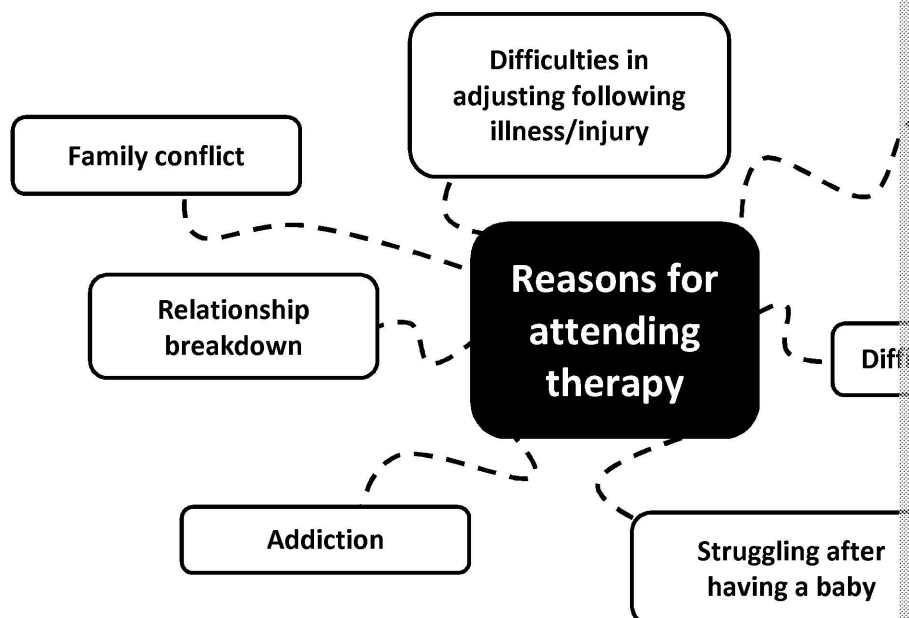 Difficulties in
adjusting following
illness/injury
Family conflict
Reasons for
attending
therapy
Relationship
breakdown
Addiction
Struggling after
having a baby